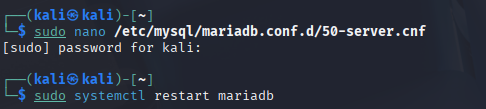 ┌──(kali㉿kali)-[~]
└─$ sudo nano /etc/mysql/mariadb.conf.d/50-server.cnf
[sudo] password for kali:
┌──(kali㉿kali)-[~]
└─$ sudo systemctl restart mariadb